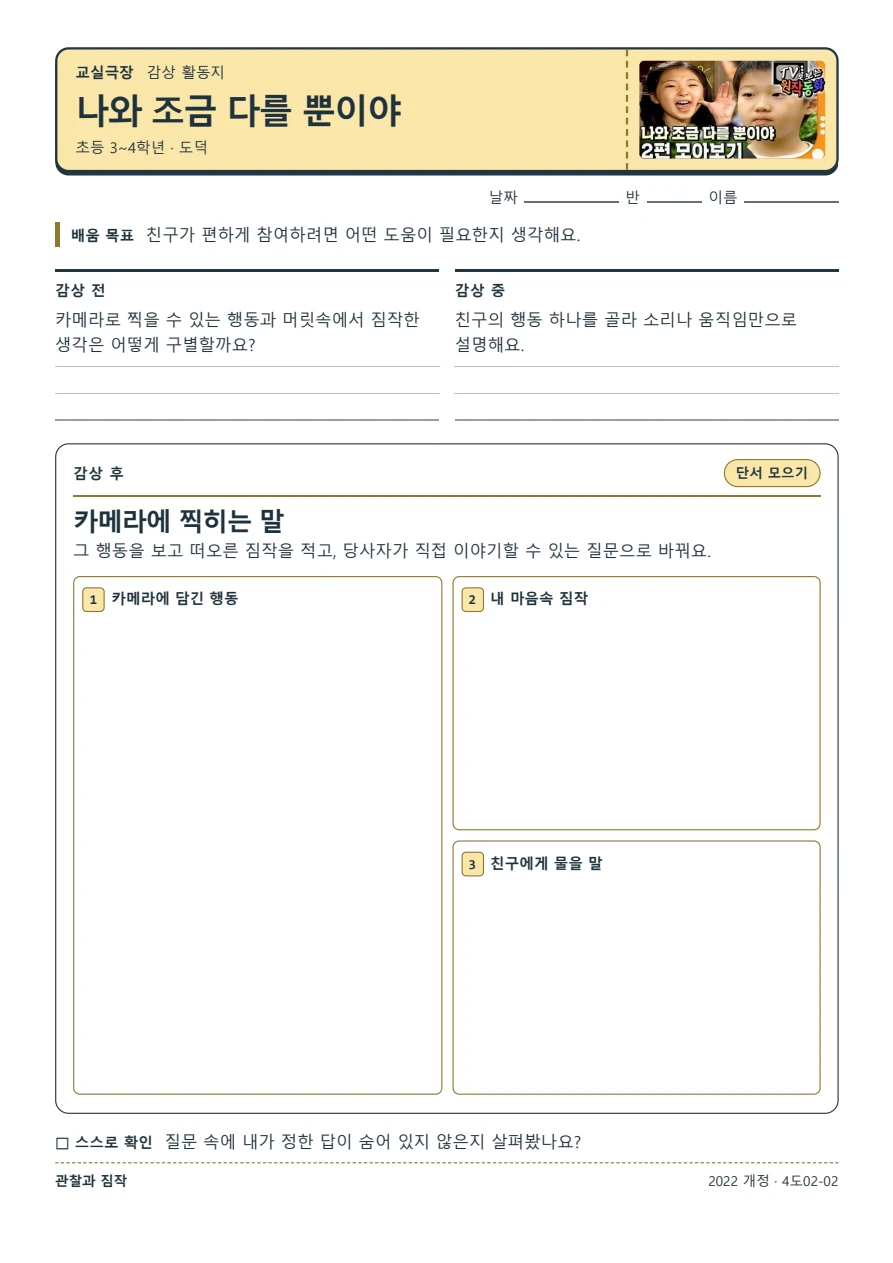 교실극장 감상 활동지
나와 조금 다를 뿐이야
초등 3~4학년 · 도덕
TV로 보는
원작동화
나와 조금 다를 뿐이야
2편 모아보기
날짜 반 이름
배움 목표 친구가 편하게 참여하려면 어떤 도움이 필요한지 생각해요.
감상 전
카메라로 찍을 수 있는 행동과 머릿속에서 짐작한
생각은 어떻게 구별할까요?
감상 중
친구의 행동 하나를 골라 소리나 움직임만으로
설명해요.
감상 후
단서 모으기
카메라에 찍히는 말
그 행동을 보고 떠오른 짐작을 적고, 당사자가 직접 이야기할 수 있는 질문으로 바꿔요.
1 카메라에 담긴 행동
2 내 마음속 짐작
3 친구에게 물을 말
□ 스스로 확인 질문 속에 내가 정한 답이 숨어 있지 않은지 살펴봤나요?
관찰과 짐작
2022 개정 · 4도02-02